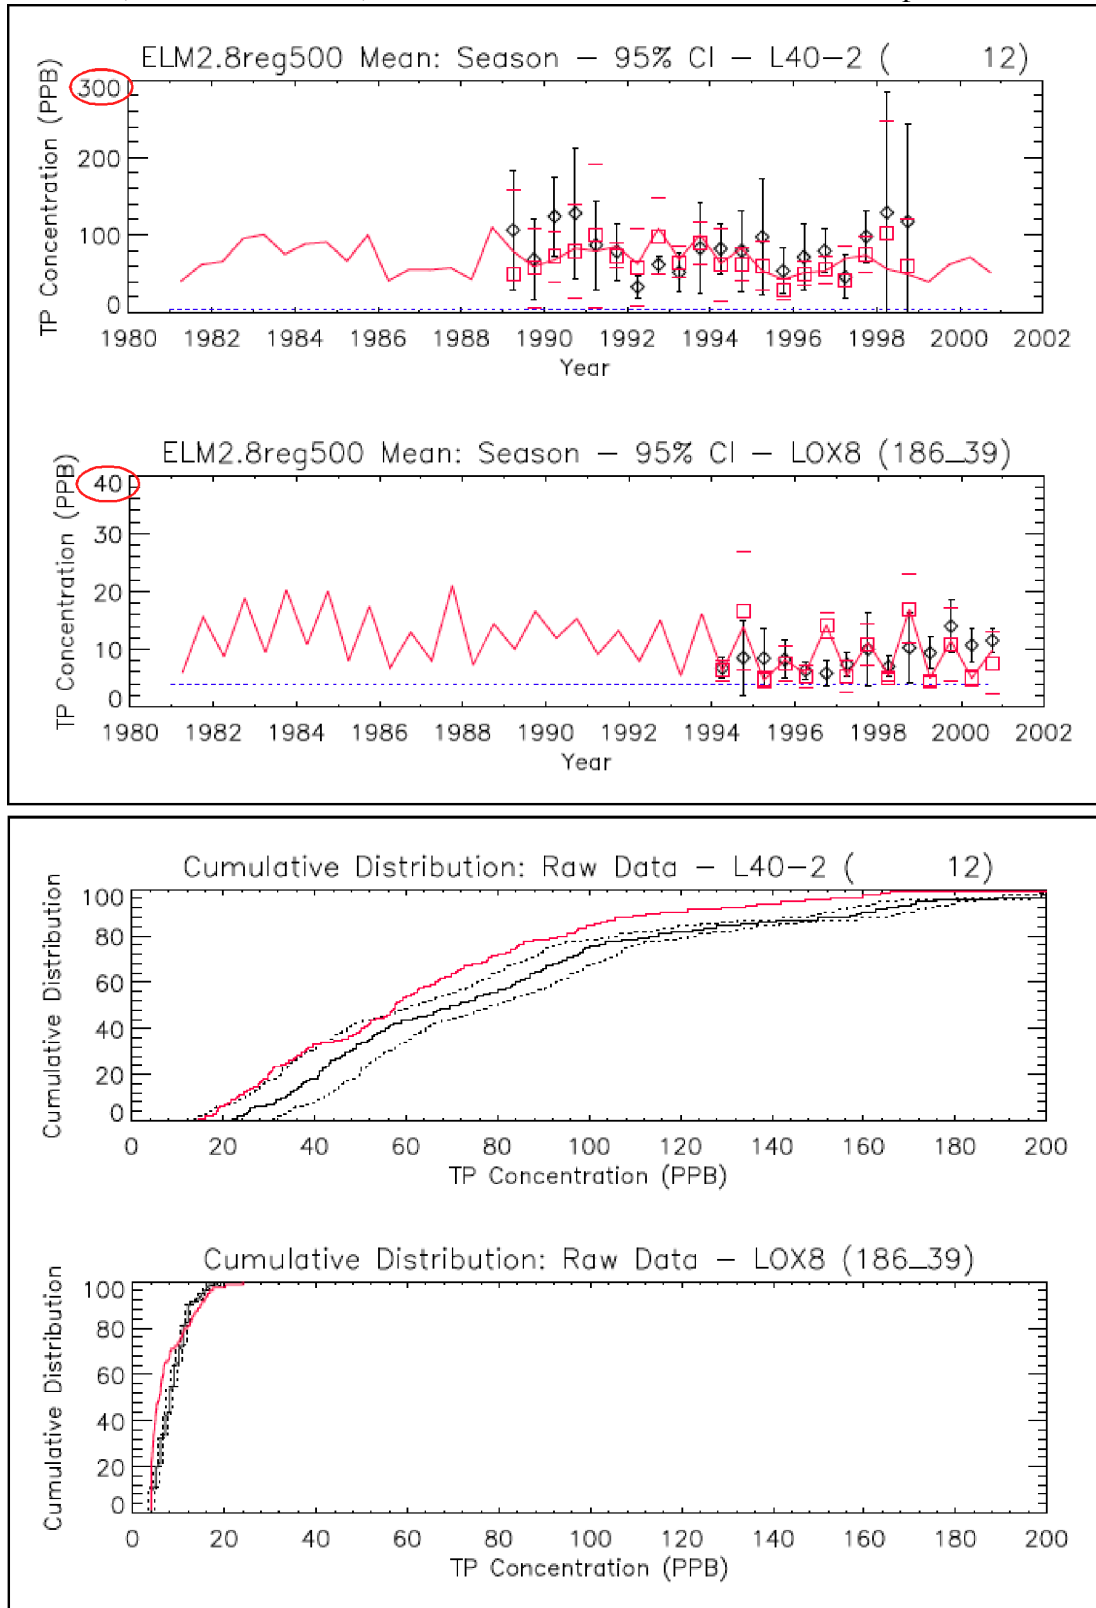 ELM2.8reg500 Mean: Season – 95% CI – L40–2 ( 12)
TP Concentration (PPB)
300
200
100
0
1980 1982 1984 1986 1988 1990 1992 1994 1996 1998 2000 2002
Year
ELM2.8reg500 Mean: Season – 95% CI – LOX8 (186_39)
TP Concentration (PPB)
40
30
20
10
0
1980 1982 1984 1986 1988 1990 1992 1994 1996 1998 2000 2002
Year
Cumulative Distribution: Raw Data – L40–2 ( 12)
Cumulative Distribution
100
80
60
40
20
0
0 20 40 60 80 100 120 140 160 180 200
TP Concentration (PPB)
Cumulative Distribution: Raw Data – LOX8 (186_39)
Cumulative Distribution
100
80
60
40
20
0
0 20 40 60 80 100 120 140 160 180 200
TP Concentration (PPB)